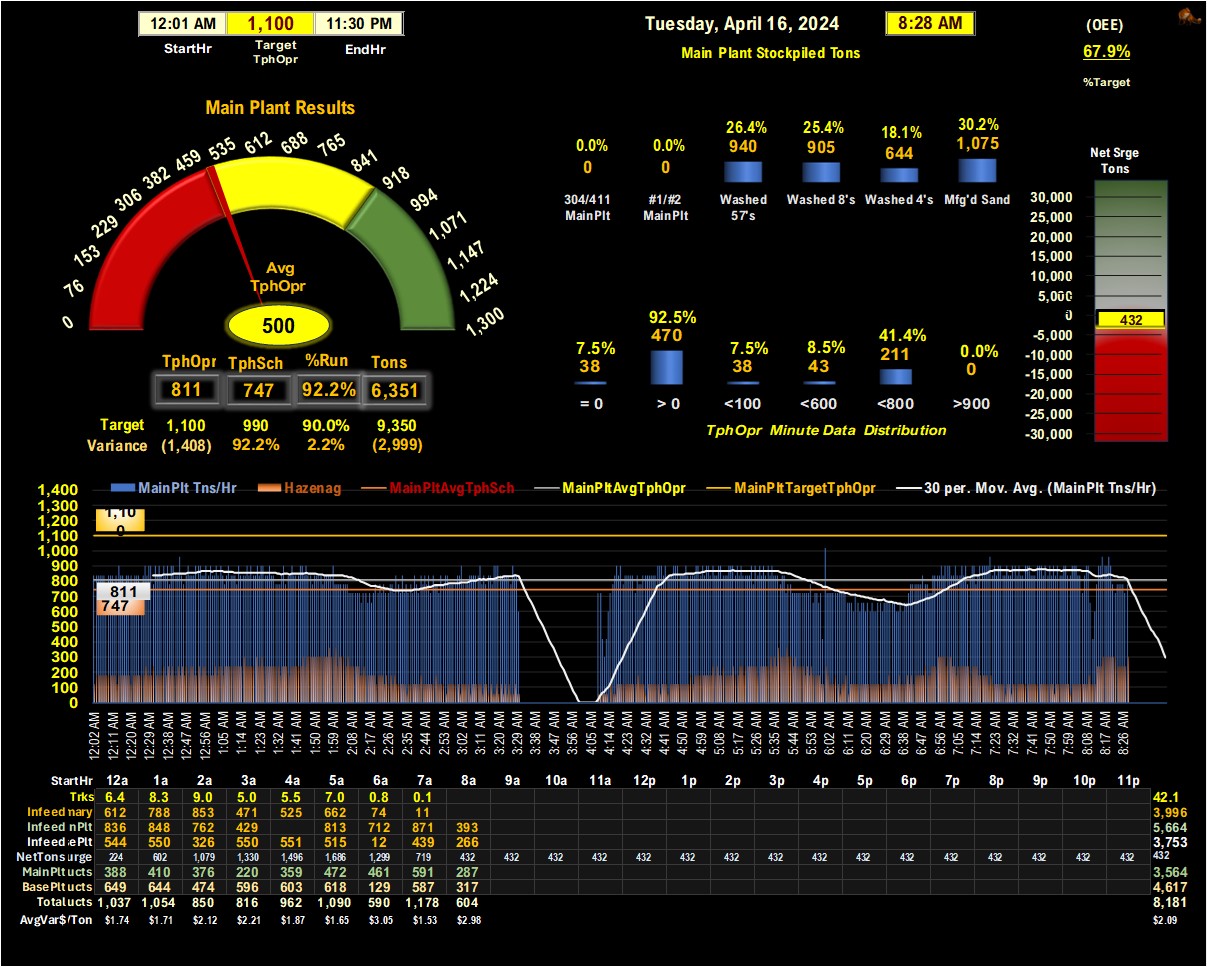 12:01 AM 1,100 11:30 PM
StartHr Target TphOpr EndHr
Tuesday, April 16, 2024 8:28 AM
Main Plant Stockpiled Tons
(OEE)
67.9%
%Target
Main Plant Results
0 76 153 229 306 382 459 535 612 688 765 841 918 994 1,071 1,147 1,224 1,300
Avg
TphOpr
500
TphOpr TphSch %Run Tons
811 747 92.2% 6,351
Target 1,100 990 90.0% 9,350
Variance (1,408) 92.2% 2.2% (2,999)
0.0% 0.0% 26.4% 25.4% 18.1% 30.2%
0 0 940 905 644 1,075
304/411 MainPlt #1/#2 MainPlt Washed 57's Washed 8's Washed 4's Mfg'd Sand
7.5% 92.5% 7.5% 8.5% 41.4% 0.0%
38 470 38 43 211 0
= 0 > 0 <100 <600 <800 >900
TphOpr Minute Data Distribution
Net Srge
Tons
30,000
25,000
20,000
15,000
10,000
5,000
0
-5,000
-10,000
-15,000
-20,000
-25,000
-30,000
432
MainPlt Tns/Hr Hazenag MainPltAvgTphSch MainPltAvgTphOpr MainPltTargetTphOpr 30 per. Mov. Avg. (MainPlt Tns/Hr)
1,400
1,300
1,200
1,100
1,000
900
800
700
600
500
400
300
200
100
0
1,100
811
747
12:02 AM 12:11 AM 12:20 AM 12:29 AM 12:38 AM 12:47 AM 12:56 AM 1:05 AM 1:14 AM 1:23 AM 1:32 AM 1:41 AM 1:50 AM 1:59 AM 2:08 AM 2:17 AM 2:26 AM 2:35 AM 2:44 AM 2:53 AM 3:02 AM 3:11 AM 3:20 AM 3:29 AM 3:38 AM 3:47 AM 3:56 AM 4:05 AM 4:14 AM 4:23 AM 4:32 AM 4:41 AM 4:50 AM 4:59 AM 5:08 AM 5:17 AM 5:26 AM 5:35 AM 5:44 AM 5:53 AM 6:02 AM 6:11 AM 6:20 AM 6:29 AM 6:38 AM 6:47 AM 6:56 AM 7:05 AM 7:14 AM 7:23 AM 7:32 AM 7:41 AM 7:50 AM 7:59 AM 8:08 AM 8:17 AM 8:26 AM
StartHr 12a 1a 2a 3a 4a 5a 6a 7a 8a 9a 10a 11a 12p 1p 2p 3p 4p 5p 6p 7p 8p 9p 10p 11p
Trks 6.4 8.3 9.0 5.0 5.5 7.0 0.8 0.1 42.1
Infeed mary 612 788 853 471 525 662 74 11 3,996
Infeed nPlt 836 848 762 429 813 712 871 393 5,664
Infeed ePlt 544 550 326 550 551 515 12 439 266 3,753
NetTons urge 224 602 1,079 1,330 1,496 1,686 1,299 719 432 432 432 432 432 432 432 432 432 432 432 432 432 432 432 432 432
MainPlt ucts 388 410 376 220 359 472 461 591 287 3,564
BasePlt ucts 649 644 474 596 603 618 129 587 317 4,617
Total ucts 1,037 1,054 850 816 962 1,090 590 1,178 604 8,181
AvgVar$/Ton $1.74 $1.71 $2.12 $2.21 $1.87 $1.65 $3.05 $1.53 $2.98 $2.09